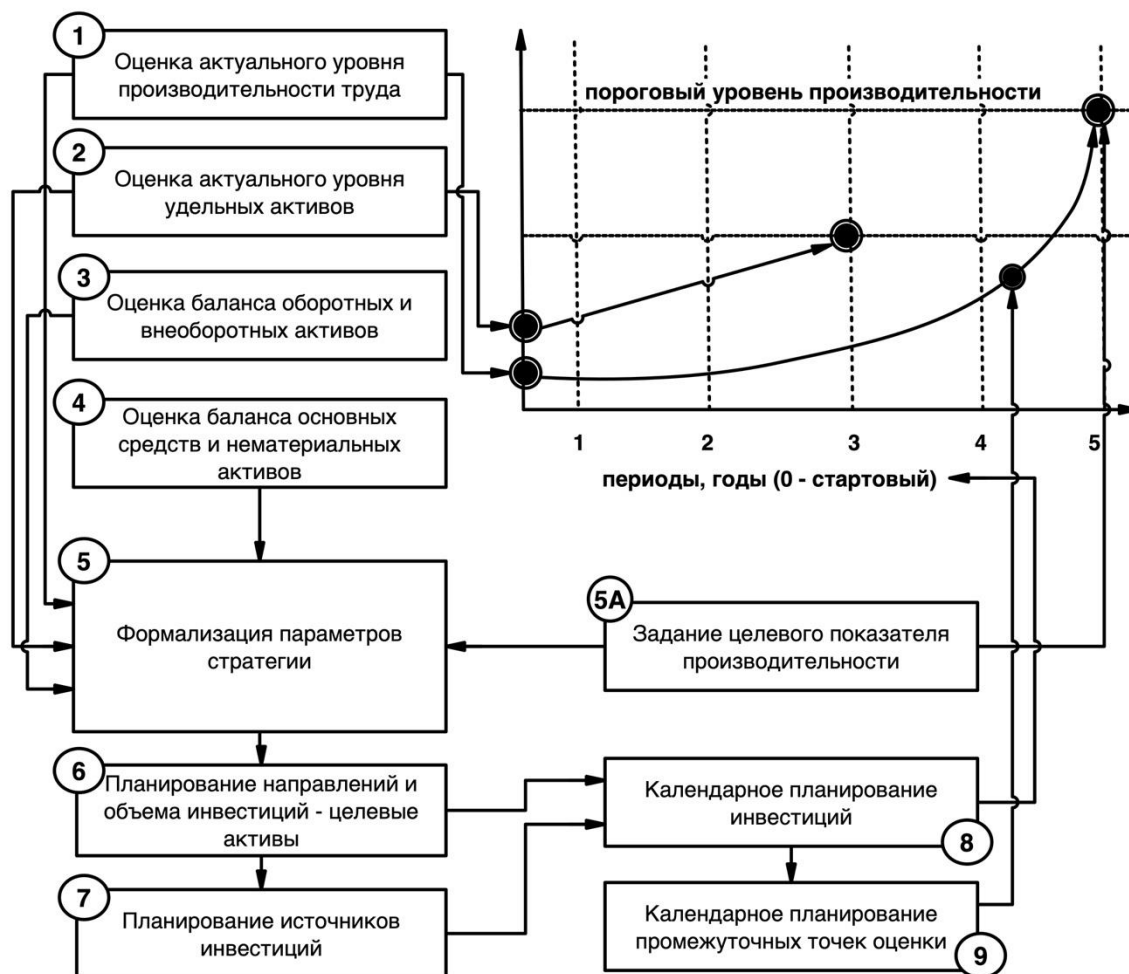 1
Оценка актуального уровня
производительности труда
2
Оценка актуального уровня
удельных активов
3
Оценка баланса оборотных и
внеоборотных активов
4
Оценка баланса основных
средств и нематериальных
активов
пороговый уровень производительности
1 2 3 4 5
периоды, годы (0 - стартовый)
5
Формализация параметров
стратегии
5А
Задание целевого показателя
производительности
6
Планирование направлений и
объема инвестиций - целевые
активы
7
Планирование источников
инвестиций
Календарное планирование
инвестиций
8
Календарное планирование
промежуточных точек оценки
9